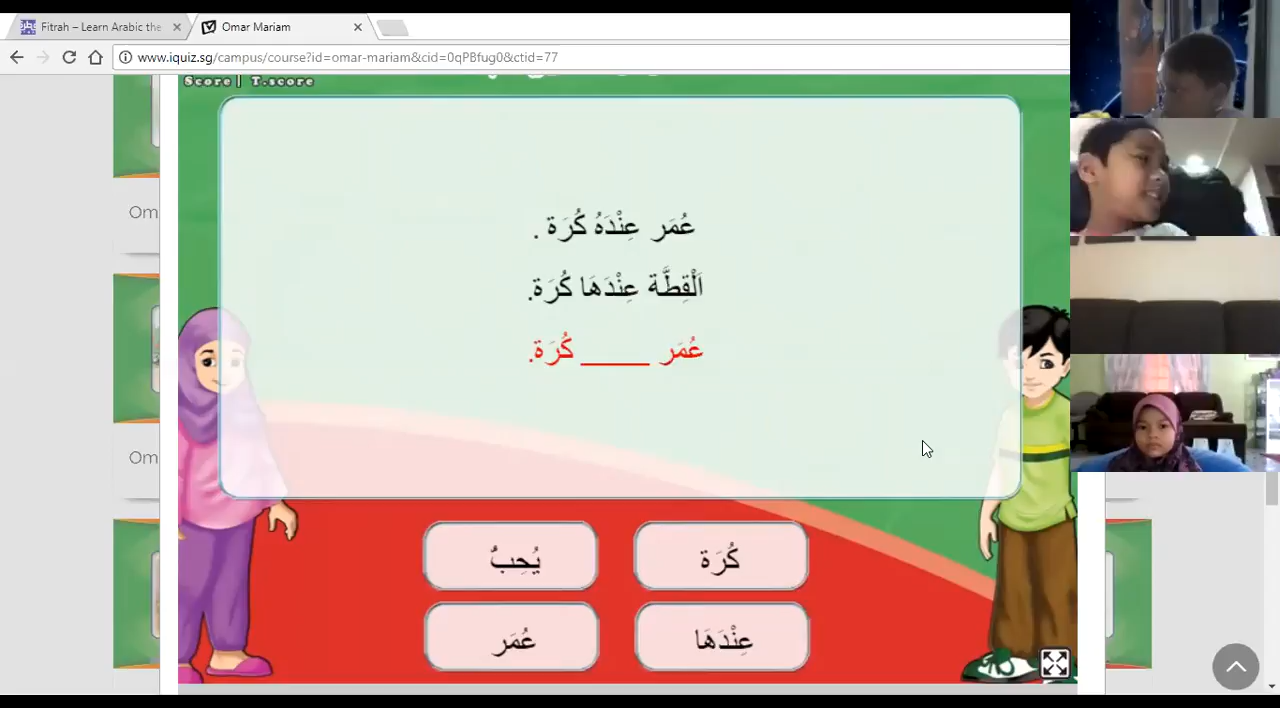 Fitrah – Learn Arabic the
Omar Mariam
www.iquiz.sg/campus/course?id=omar-mariam&cid=0qPBfug0&ctid=77
Score| T.score
عُمَر عِنْدَهُ كُرَة .
اَلْقِطَّة عِنْدَهَا كُرَة.
عُمَر _____ كُرَة.
Om
Om
يُحِبُّ
كُرَة
عُمَر
عِنْدَهَا